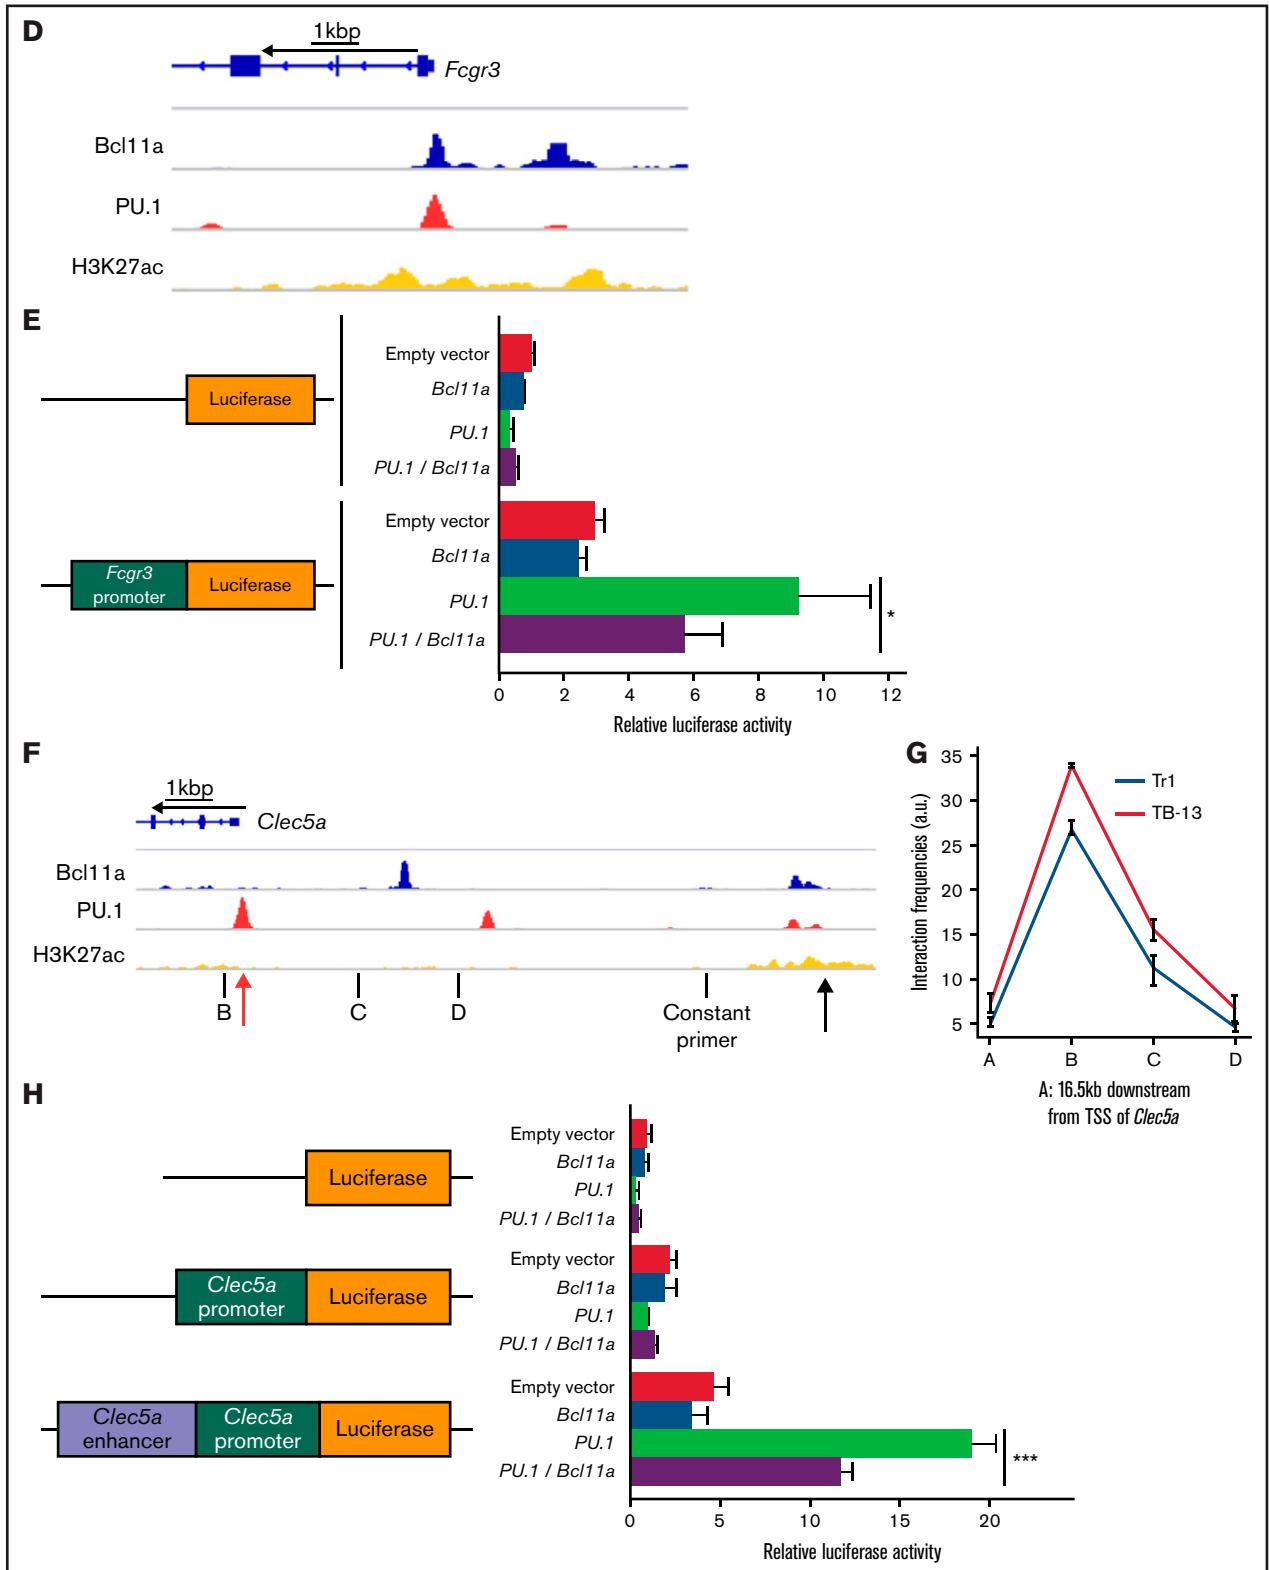 D
1kbp
Fcgr3
Bcl11a
PU.1
H3K27ac
E
Luciferase
Empty vector
Bcl11a
PU.1
PU.1 / Bcl11a
Fcgr3
promoter
Luciferase
Empty vector
Bcl11a
PU.1
PU.1 / Bcl11a
*
0 2 4 6 8 10 12
Relative luciferase activity
F
1kbp
Clec5a
Bcl11a
PU.1
H3K27ac
B
C
D
Constant
primer
G
Interaction frequencies (a.u.)
35
30
25
20
15
10
5
Tr1
TB-13
A B C D
A: 16.5kb downstream
from TSS of Clec5a
H
Luciferase
Empty vector
Bcl11a
PU.1
PU.1 / Bcl11a
Clec5a
promoter
Luciferase
Empty vector
Bcl11a
PU.1
PU.1 / Bcl11a
Clec5a
enhancer
Clec5a
promoter
Luciferase
Empty vector
Bcl11a
PU.1
PU.1 / Bcl11a
***
0 5 10 15 20
Relative luciferase activity